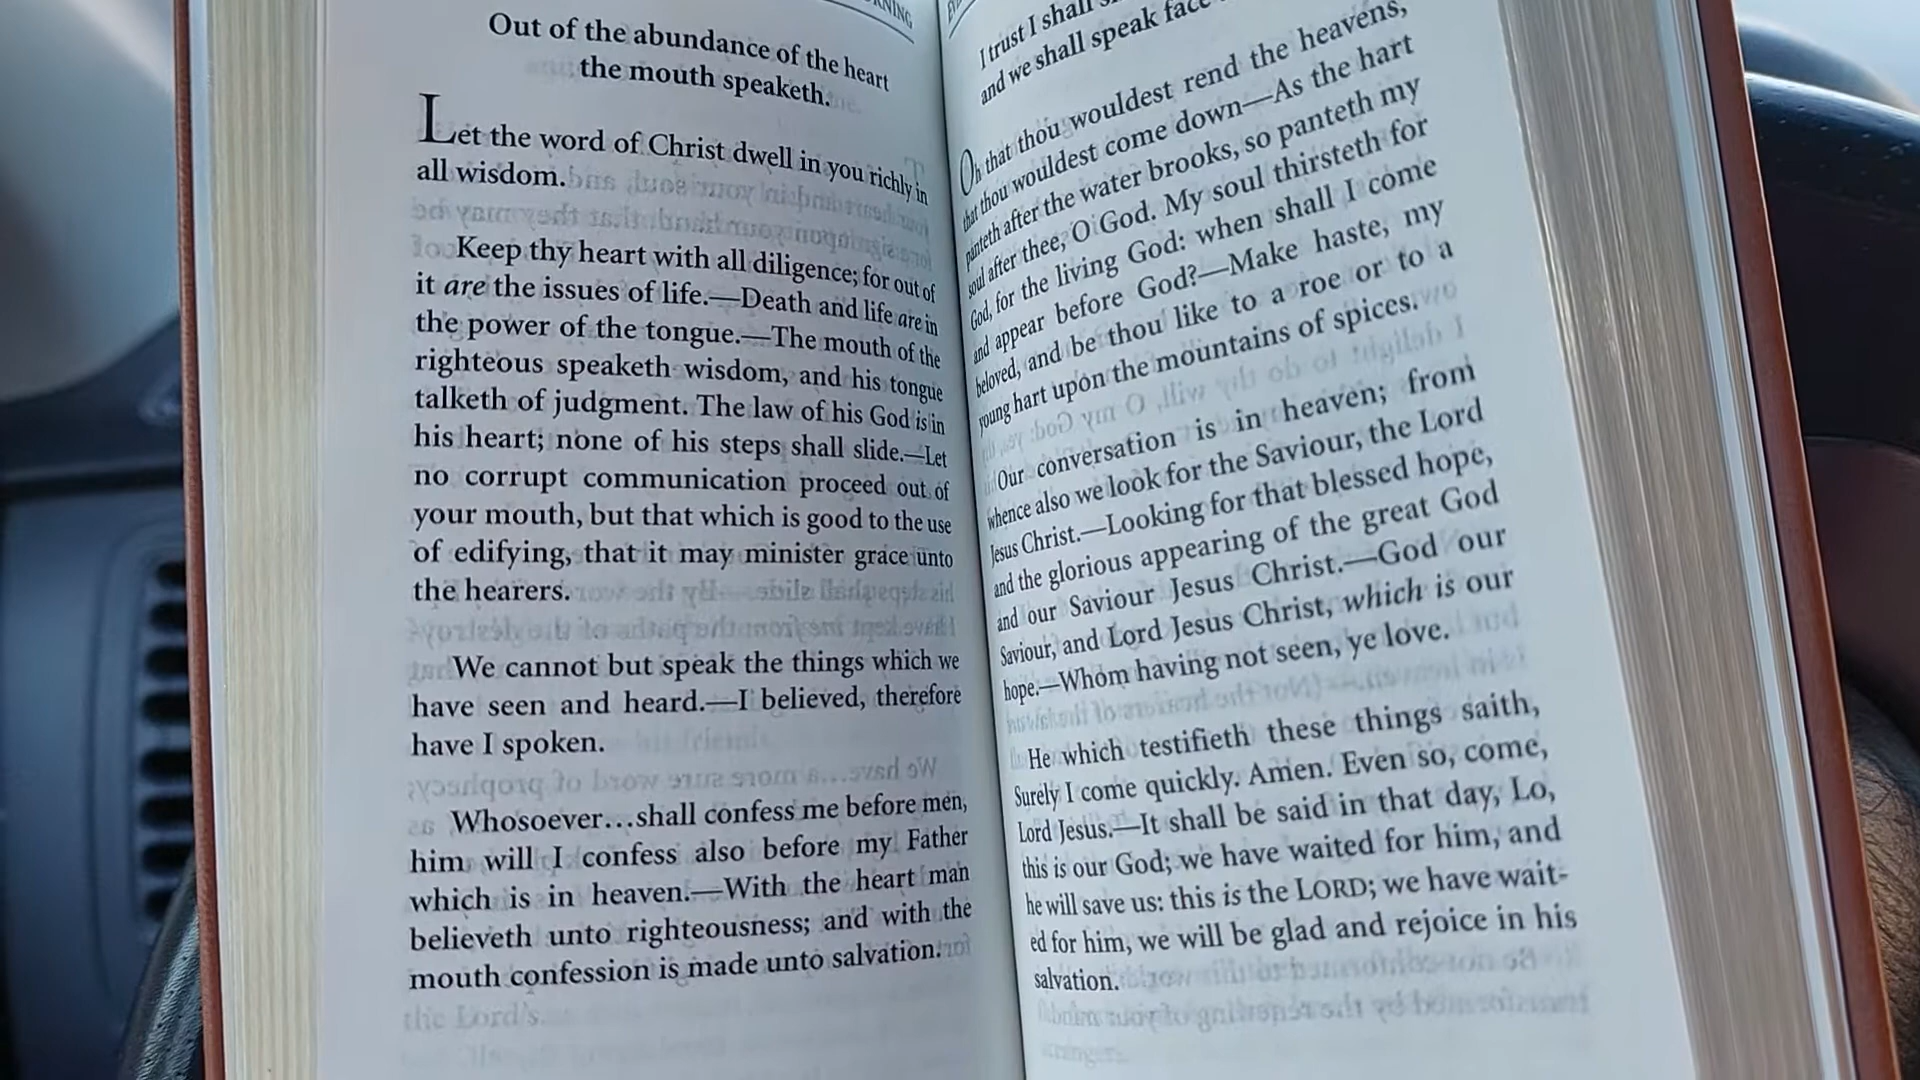 RNING
Out of the abundance of the heart
the mouth speaketh.
Let the word of Christ dwell in you richly in
all wisdom.
Keep thy heart with all diligence; for out of
it are the issues of life.—Death and life are in
the power of the tongue.—The mouth of the
righteous speaketh wisdom, and his tongue
talketh of judgment. The law of his God is in
his heart; none of his steps shall slide.—Let
no corrupt communication proceed out of
your mouth, but that which is good to the use
of edifying, that it may minister grace unto
the hearers.
We cannot but speak the things which we
have seen and heard.—I believed, therefore
have I spoken.
Whosoever...shall confess me before men,
him will I confess also before my Father
which is in heaven.—With the heart man
believeth unto righteousness; and with the
mouth confession is made unto salvation.
I trust I shall
and we shall speak face
Oh that thou wouldest rend the heavens,
that thou wouldest come down—As the hart
panteth after the water brooks, so panteth my
soul after thee, O God. My soul thirsteth for
God, for the living God: when shall I come
and appear before God?—Make haste, my
beloved, and be thou like to a roe or to a
young hart upon the mountains of spices.
Our conversation is in heaven; from
whence also we look for the Saviour, the Lord
Jesus Christ.—Looking for that blessed hope,
and the glorious appearing of the great God
and our Saviour Jesus Christ.—God our
Saviour, and Lord Jesus Christ, which is our
hope.—Whom having not seen, ye love.
He which testifieth these things saith,
Surely I come quickly. Amen. Even so, come,
Lord Jesus.—It shall be said in that day, Lo,
this is our God; we have waited for him, and
he will save us: this is the LORD; we have wait-
ed for him, we will be glad and rejoice in his
salvation.